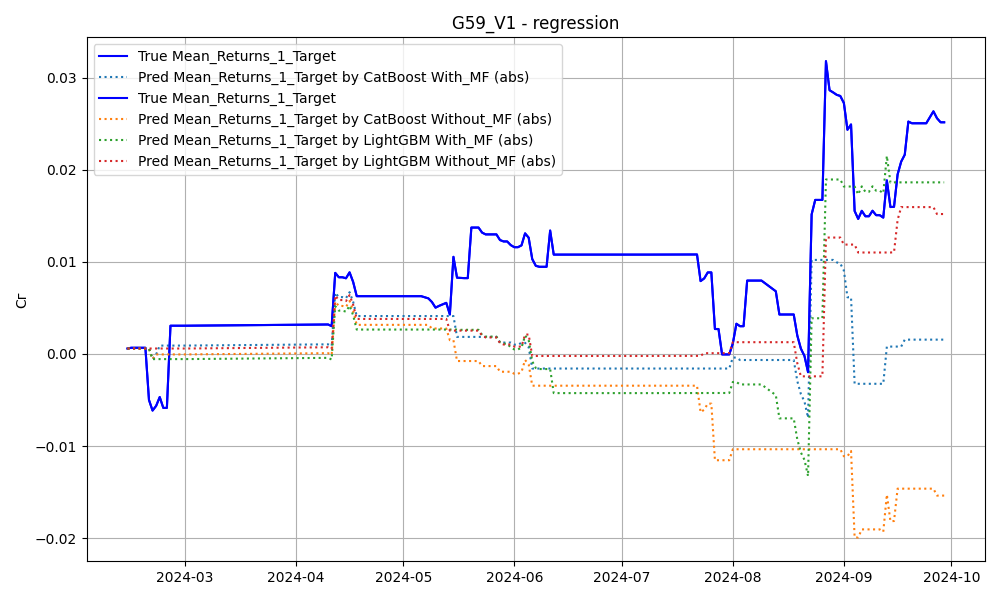 G59_V1 - regression
True Mean_Returns_1_Target
Pred Mean_Returns_1_Target by CatBoost With_MF (abs)
True Mean_Returns_1_Target
Pred Mean_Returns_1_Target by CatBoost Without_MF (abs)
Pred Mean_Returns_1_Target by LightGBM With_MF (abs)
Pred Mean_Returns_1_Target by LightGBM Without_MF (abs)
0.03
0.02
0.01
0.00
−0.01
−0.02
Cr
2024-03 2024-04 2024-05 2024-06 2024-07 2024-08 2024-09 2024-10